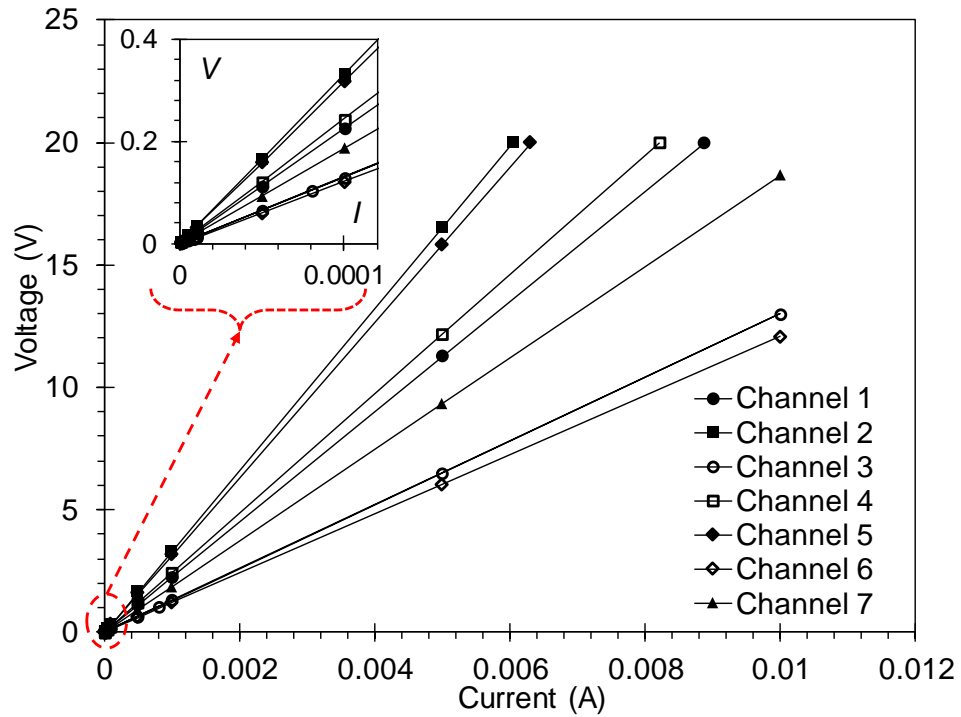 25
20
15
10
5
0
Voltage (V)
0.4
0.2
0
V
I
0
0.0001
Channel 1
Channel 2
Channel 3
Channel 4
Channel 5
Channel 6
Channel 7
0
0.002
0.004
0.006
0.008
0.01
0.012
Current (A)